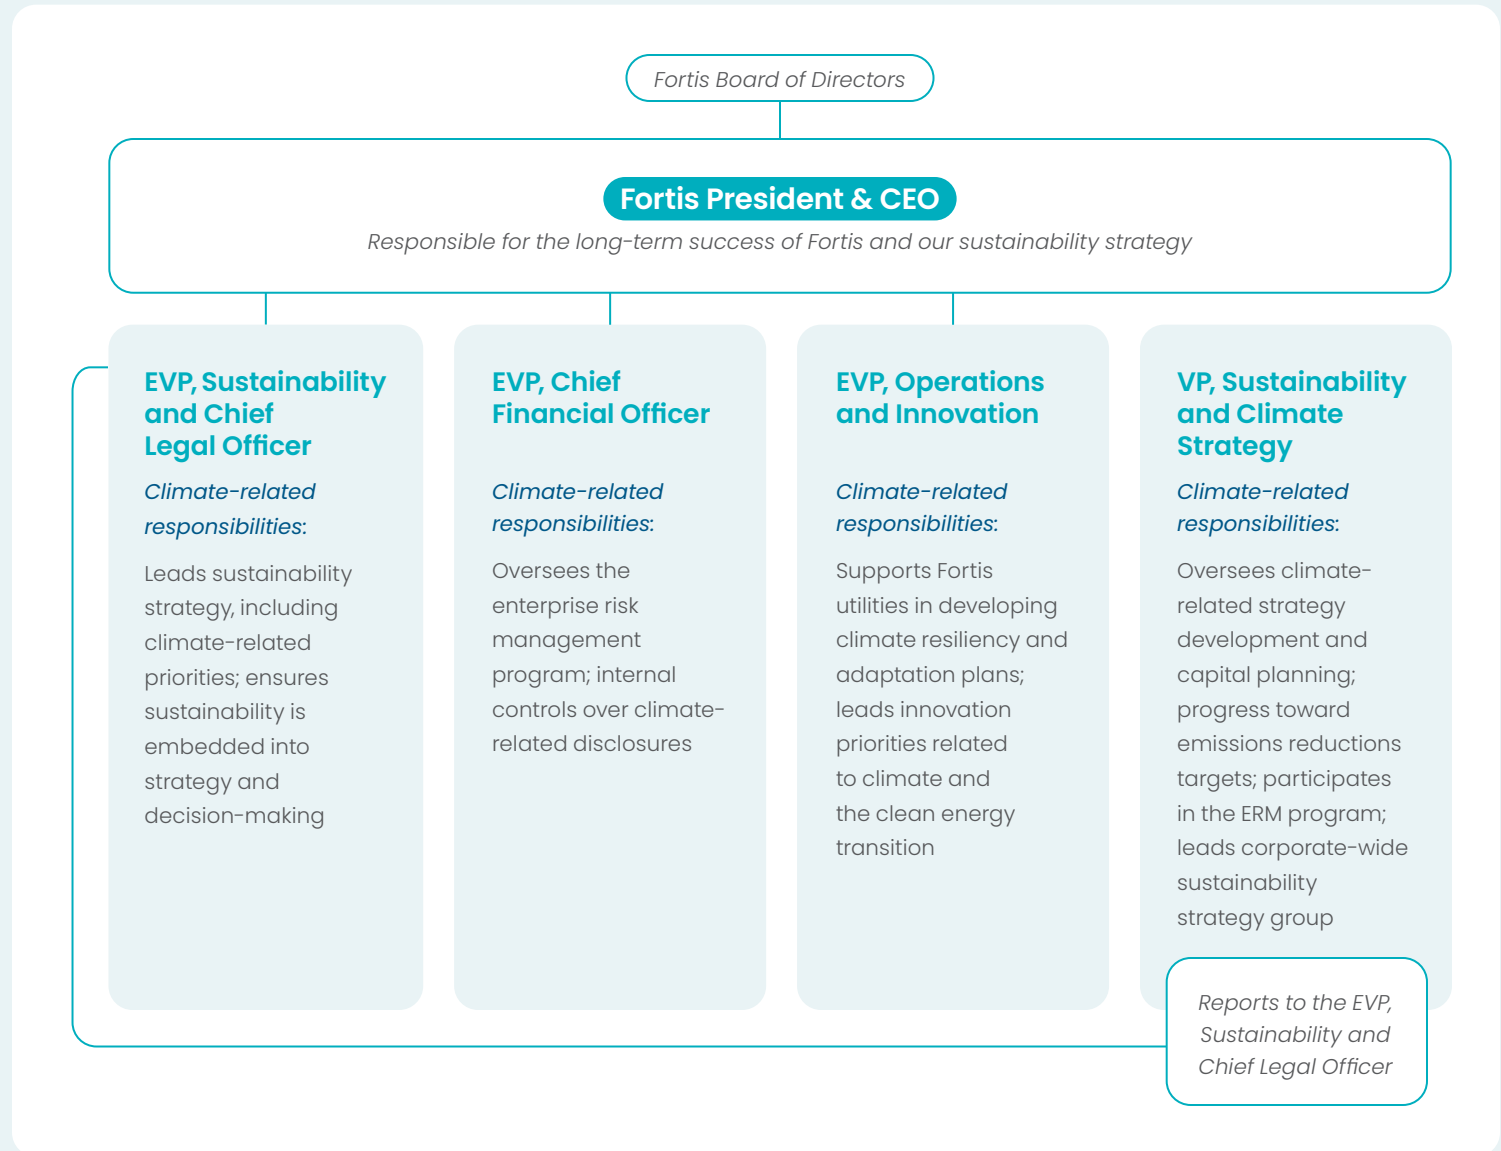 Fortis Board of Directors
Fortis President & CEO
Responsible for the long-term success of Fortis and our sustainability strategy
EVP, Sustainability
and Chief
Legal Officer
Climate-related
responsibilities:
Leads sustainability
strategy, including
climate-related
priorities; ensures
sustainability is
embedded into
strategy and
decision-making
EVP, Chief
Financial Officer
Climate-related
responsibilities:
Oversees the
enterprise risk
management
program; internal
controls over climate-
related disclosures
EVP, Operations
and Innovation
Climate-related
responsibilities:
Supports Fortis
utilities in developing
climate resiliency and
adaptation plans;
leads innovation
priorities related
to climate and
the clean energy
transition
VP, Sustainability
and Climate
Strategy
Climate-related
responsibilities:
Oversees climate-
related strategy
development and
capital planning;
progress toward
emissions reductions
targets; participates
in the ERM program;
leads corporate-wide
sustainability
strategy group
Reports to the EVP,
Sustainability and
Chief Legal Officer